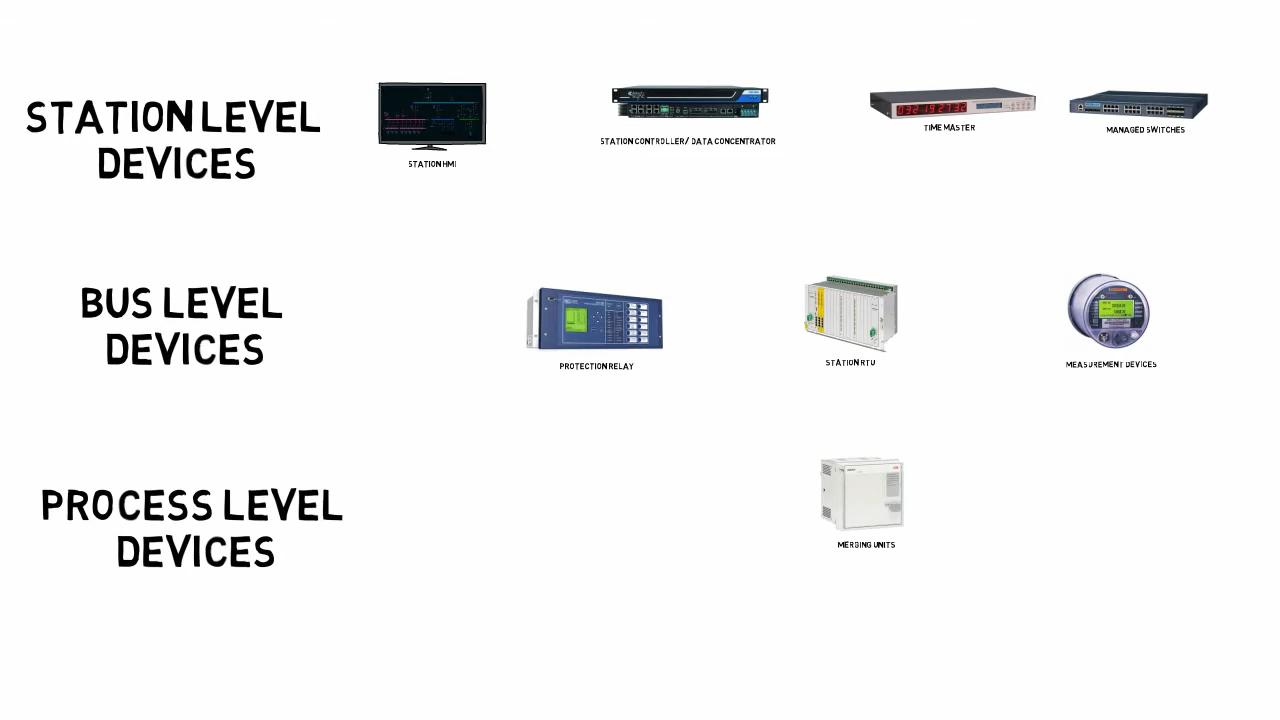 STATION LEVEL
DEVICES
STATION HMI
STATION CONTROLLER/ DATA CONCENTRATOR
TIME MASTER
MANAGED SWITCHES
BUS LEVEL
DEVICES
PROTECTION RELAY
STATION RTU
MEASUREMENT DEVICES
PROCESS LEVEL
DEVICES
MERGING UNITS